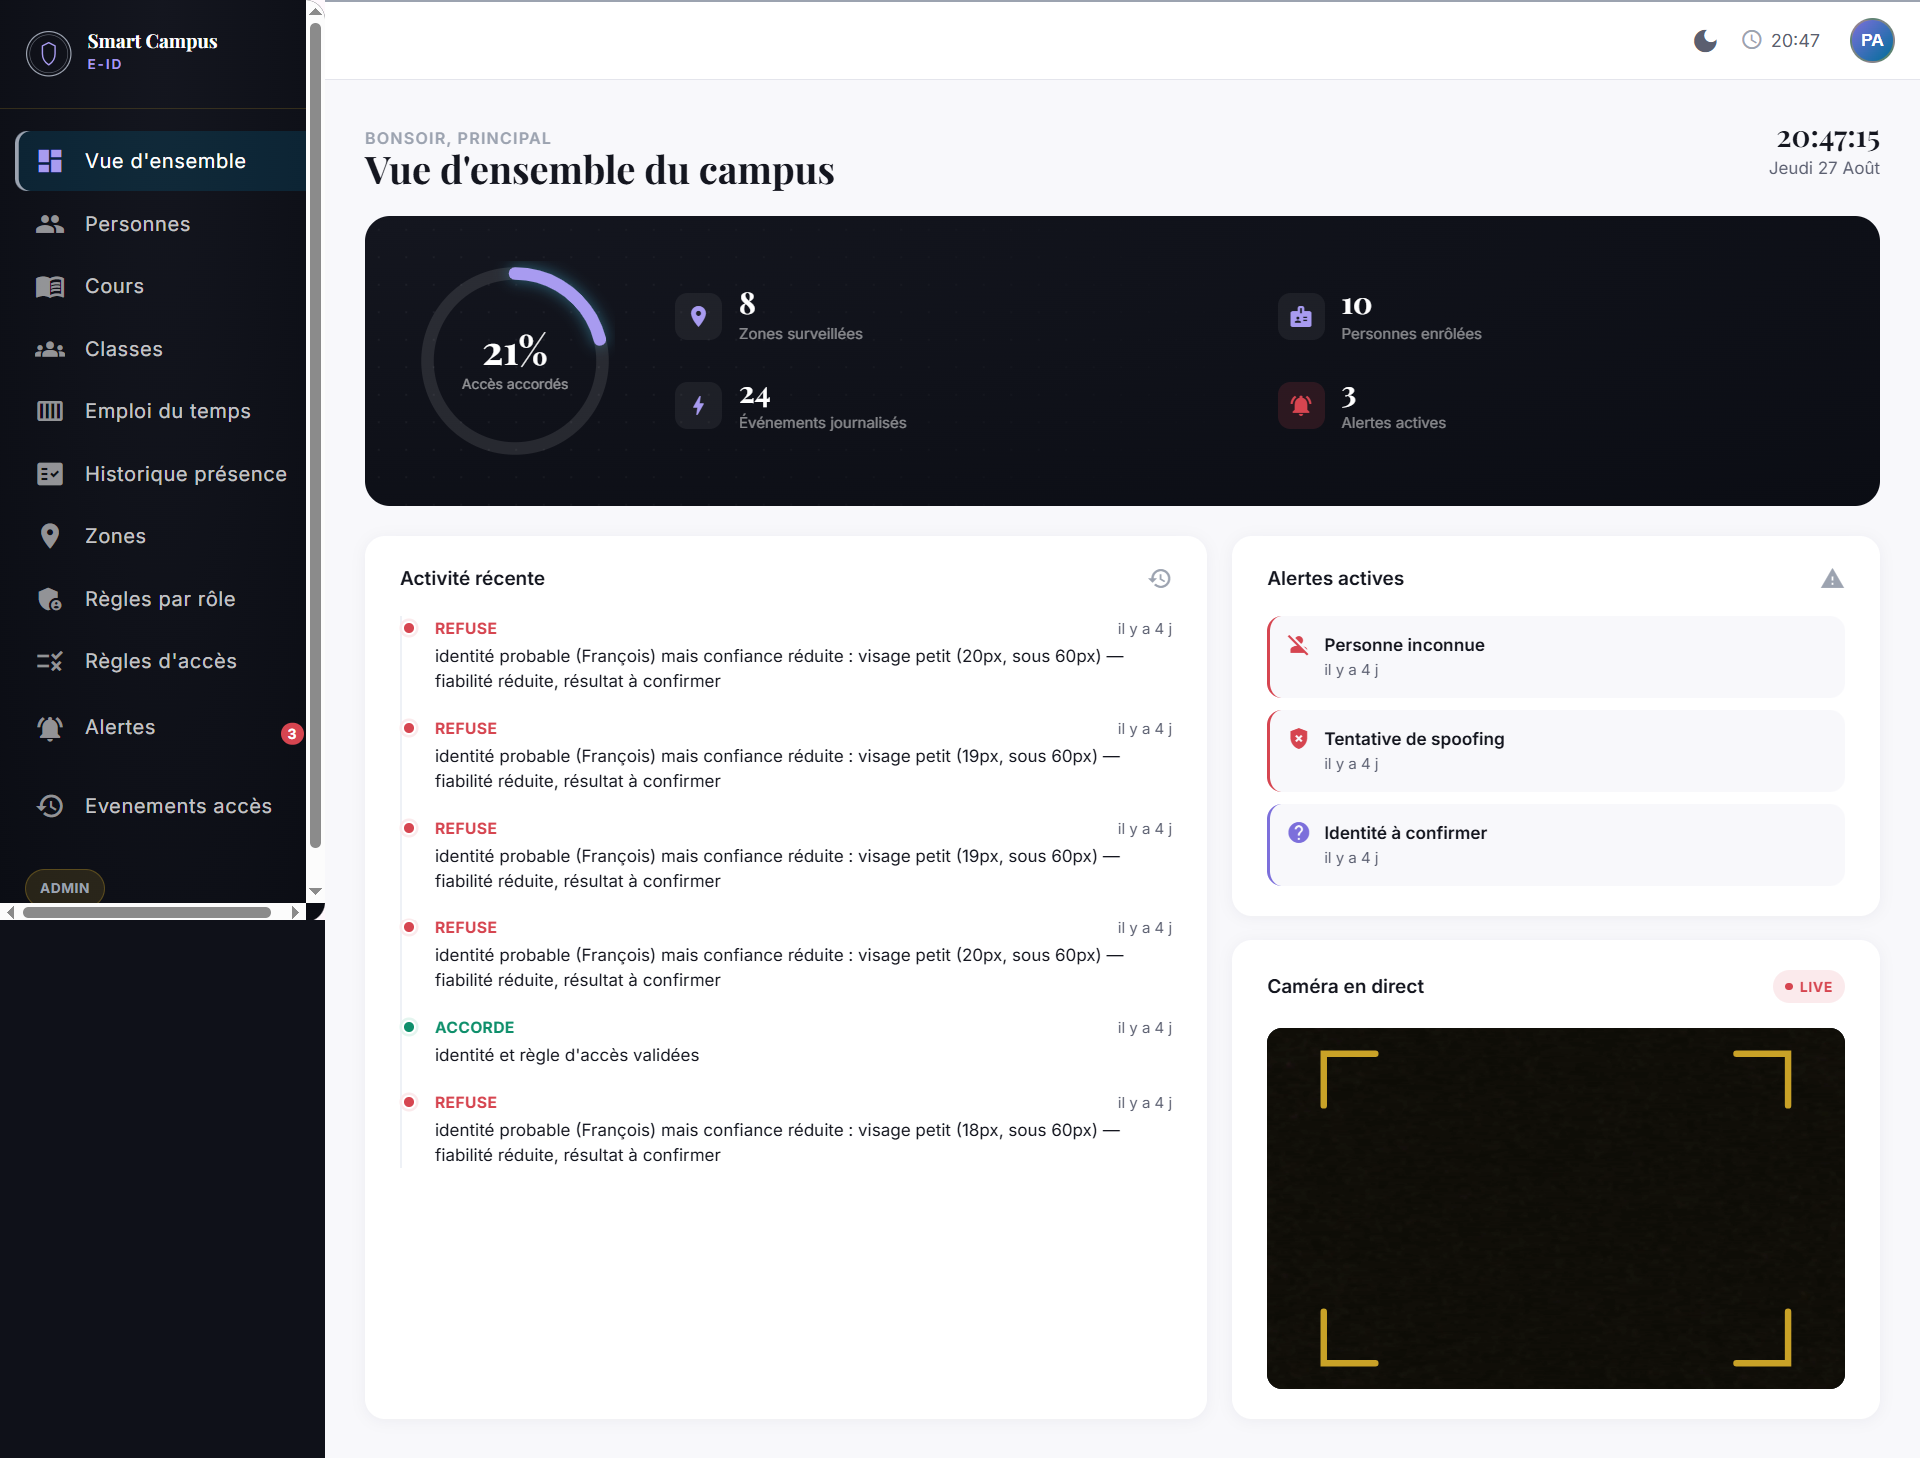 Smart Campus
E-ID
Vue d'ensemble
Personnes
Cours
Classes
Emploi du temps
Historique présence
Zones
Règles par rôle
Règles d'accès
Alertes
3
Evenements accès
ADMIN
20:47
PA
BONSOIR, PRINCIPAL
Vue d'ensemble du campus
20:47:15
Jeudi 27 Août
21%
Accès accordés
8
Zones surveillées
10
Personnes enrôlées
24
Événements journalisés
3
Alertes actives
Activité récente
REFUSE
il y a 4 j
identité probable (François) mais confiance réduite : visage petit (20px, sous 60px) —
fiabilité réduite, résultat à confirmer
REFUSE
il y a 4 j
identité probable (François) mais confiance réduite : visage petit (19px, sous 60px) —
fiabilité réduite, résultat à confirmer
REFUSE
il y a 4 j
identité probable (François) mais confiance réduite : visage petit (19px, sous 60px) —
fiabilité réduite, résultat à confirmer
REFUSE
il y a 4 j
identité probable (François) mais confiance réduite : visage petit (20px, sous 60px) —
fiabilité réduite, résultat à confirmer
ACCORDE
il y a 4 j
identité et règle d'accès validées
REFUSE
il y a 4 j
identité probable (François) mais confiance réduite : visage petit (18px, sous 60px) —
fiabilité réduite, résultat à confirmer
Alertes actives
Personne inconnue
il y a 4 j
Tentative de spoofing
il y a 4 j
Identité à confirmer
il y a 4 j
Caméra en direct
LIVE